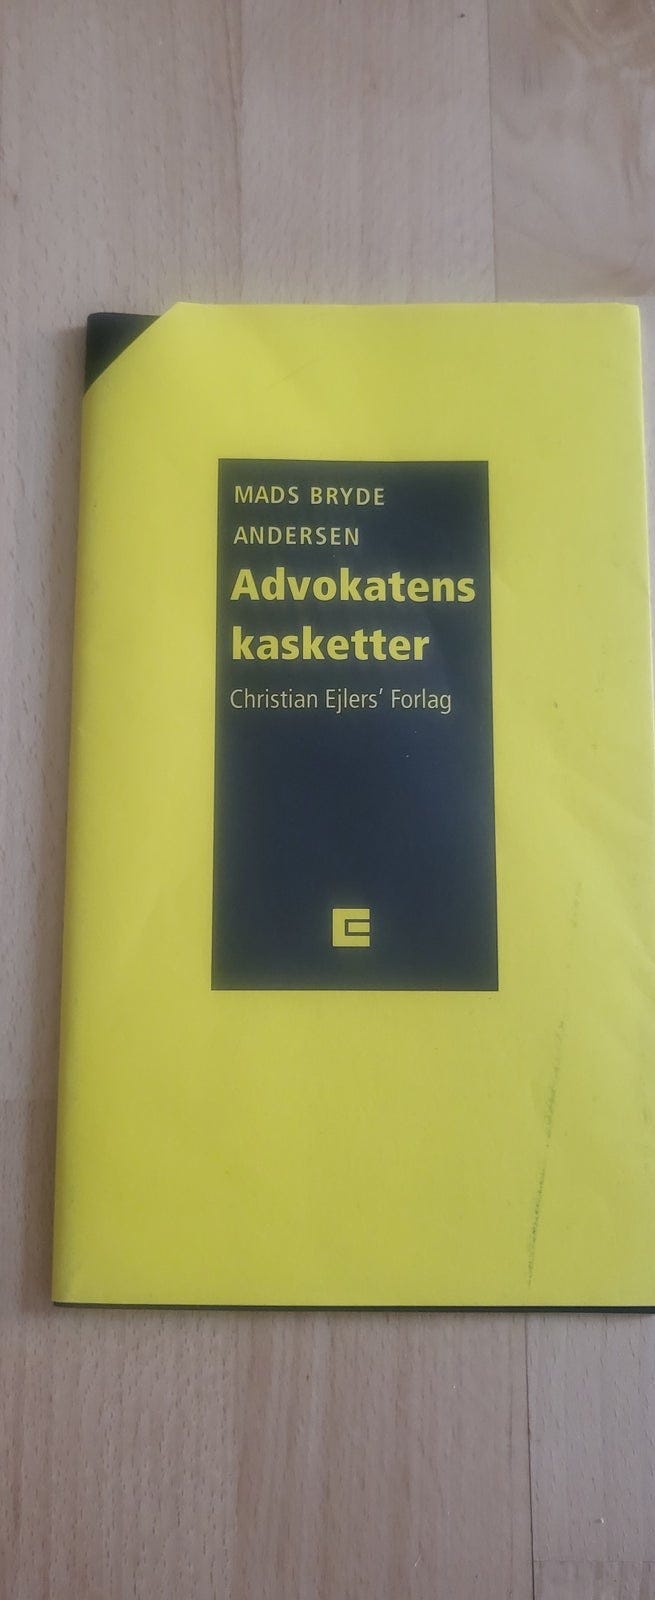 MADS BRYDE
ANDERSEN
Advokatens
kasketter
Christian Ejlers’ Forlag